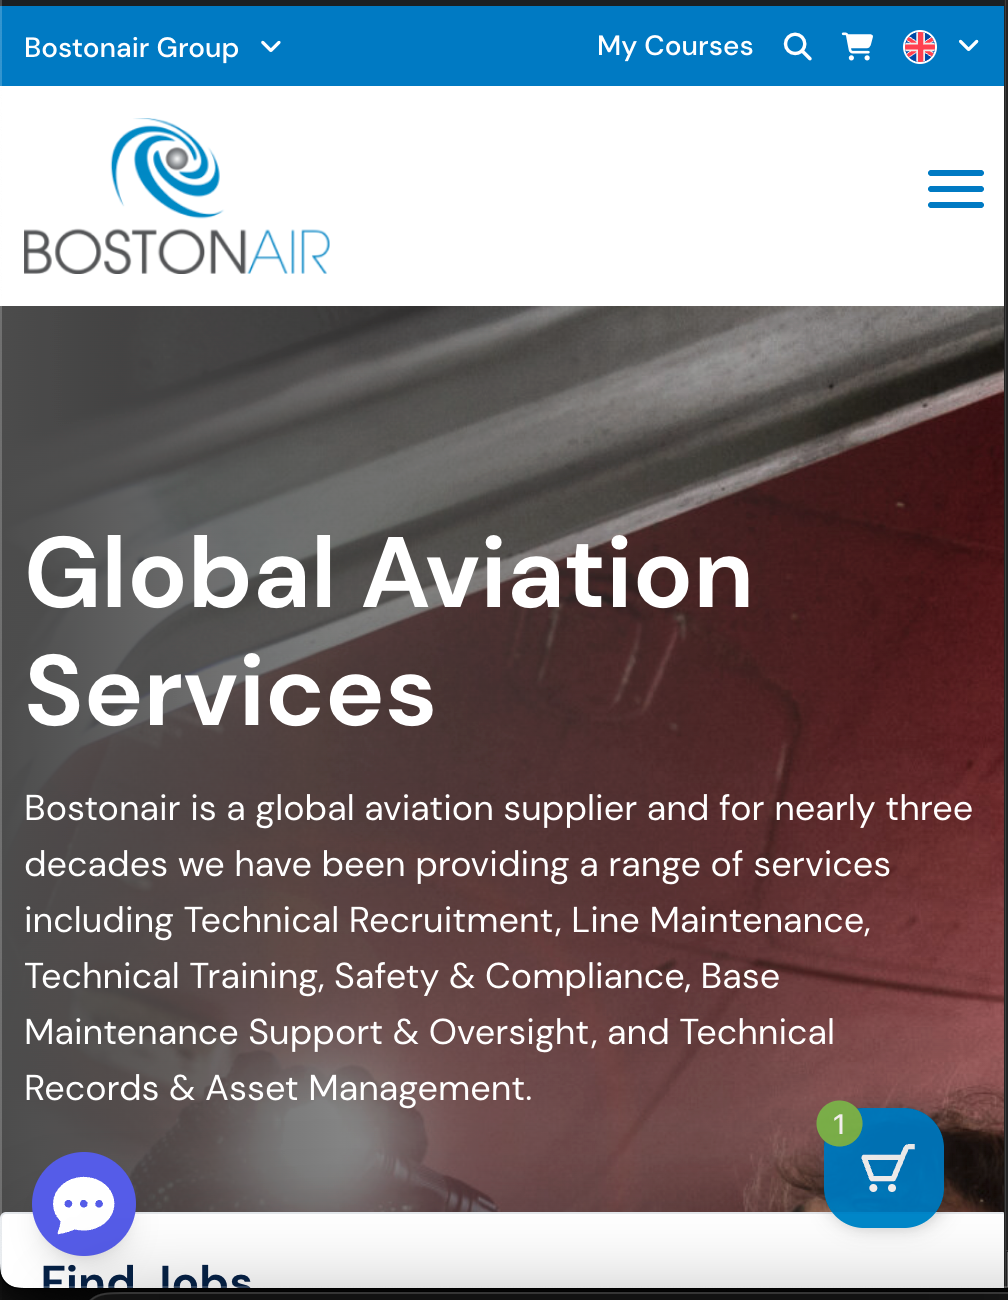 Bostonair Group
My Courses
BOSTONAIR
Global Aviation
Services
Bostonair is a global aviation supplier and for nearly three
decades we have been providing a range of services
including Technical Recruitment, Line Maintenance,
Technical Training, Safety & Compliance, Base
Maintenance Support & Oversight, and Technical
Records & Asset Management.
1
Find Jobs